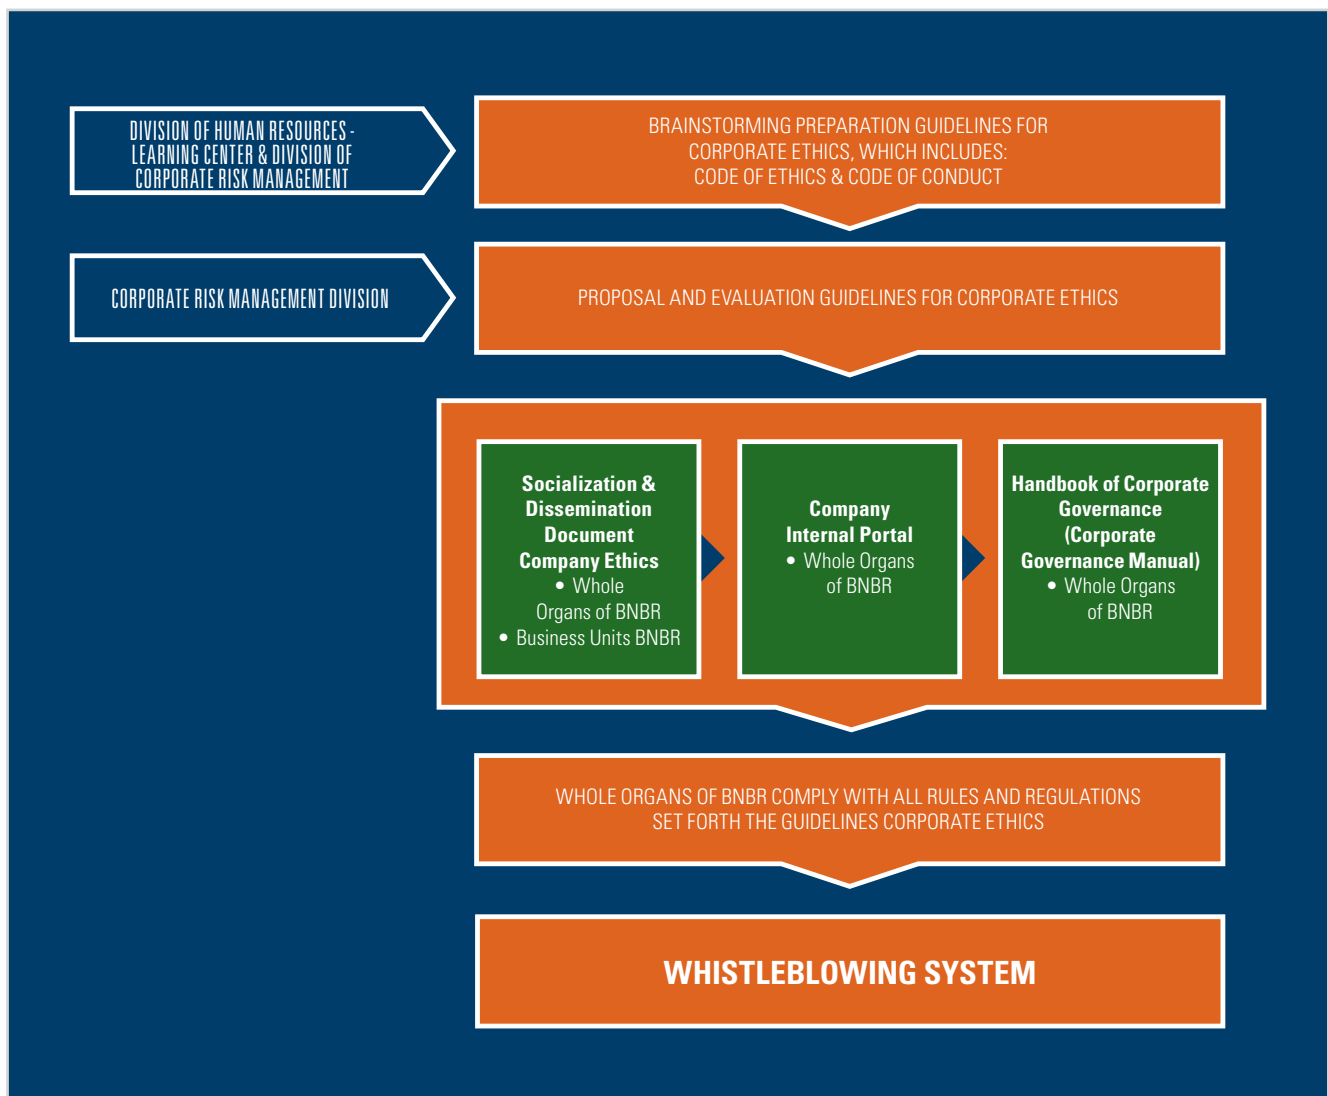 DIVISION OF HUMAN RESOURCES -
LEARNING CENTER & DIVISION OF
CORPORATE RISK MANAGEMENT
BRAINSTORMING PREPARATION GUIDELINES FOR
CORPORATE ETHICS, WHICH INCLUDES:
CODE OF ETHICS & CODE OF CONDUCT
CORPORATE RISK MANAGEMENT DIVISION
PROPOSAL AND EVALUATION GUIDELINES FOR CORPORATE ETHICS
Socialization &
Dissemination
Document
Company Ethics
• Whole
Organs of BNBR
• Business Units BNBR
Company
Internal Portal
• Whole Organs
of BNBR
Handbook of Corporate
Governance
(Corporate
Governance Manual)
• Whole Organs
of BNBR
WHOLE ORGANS OF BNBR COMPLY WITH ALL RULES AND REGULATIONS
SET FORTH THE GUIDELINES CORPORATE ETHICS
WHISTLEBLOWING SYSTEM